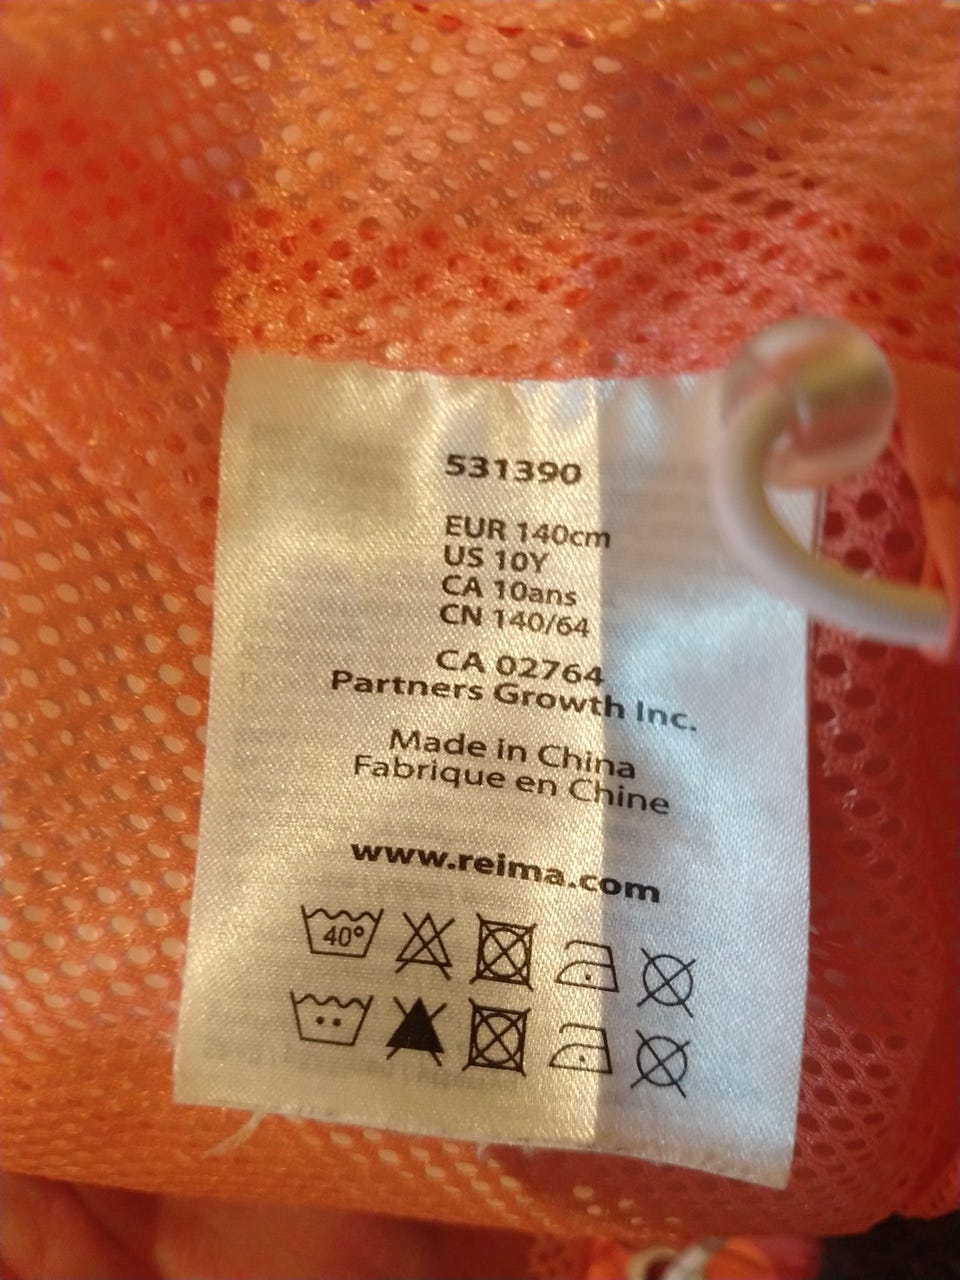 531390
EUR 140cm
US 10Y
CA 10ans
CN 140/64
CA 02764
Partners Growth Inc.
Made in China
Fabrique en Chine
www.reima.com
40°